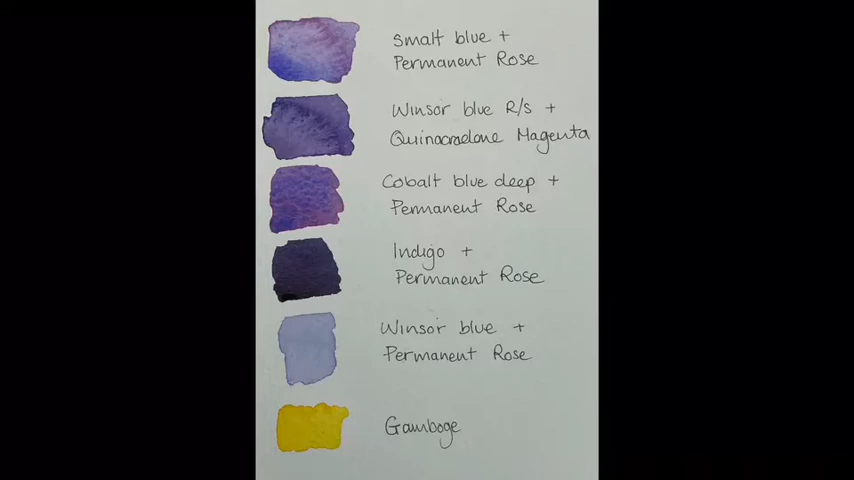 Smalt blue +
Permanent Rose
Winsor blue R/s +
Quinacradone Magenta
Cobalt blue deep +
Permanent Rose
Indigo +
Permanent Rose
Winsor blue +
Permanent Rose
Gamboge